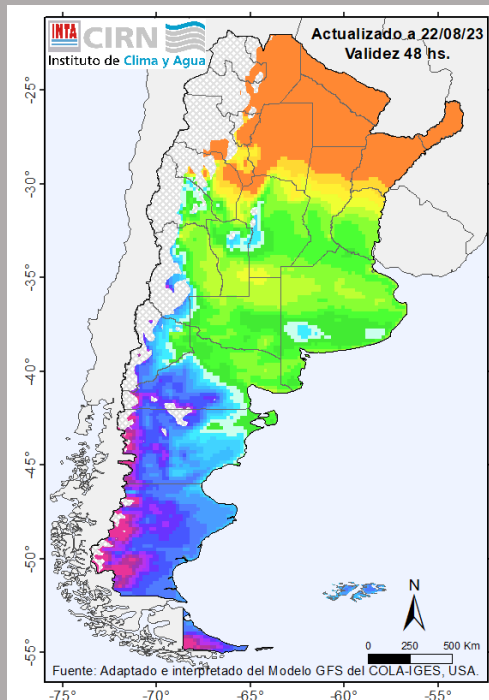 INTA CIRN
Instituto de Clima y Agua
Actualizado a 22/08/23
Validez 48 hs.
-25°
-30°
-35°
-40°
-45°
-50°
-55°
N
0 250 500 Km
Fuente: Adaptado e interpretado del Modelo GFS del COLA-IGES, USA.
-75° -70° -65° -60° -55°